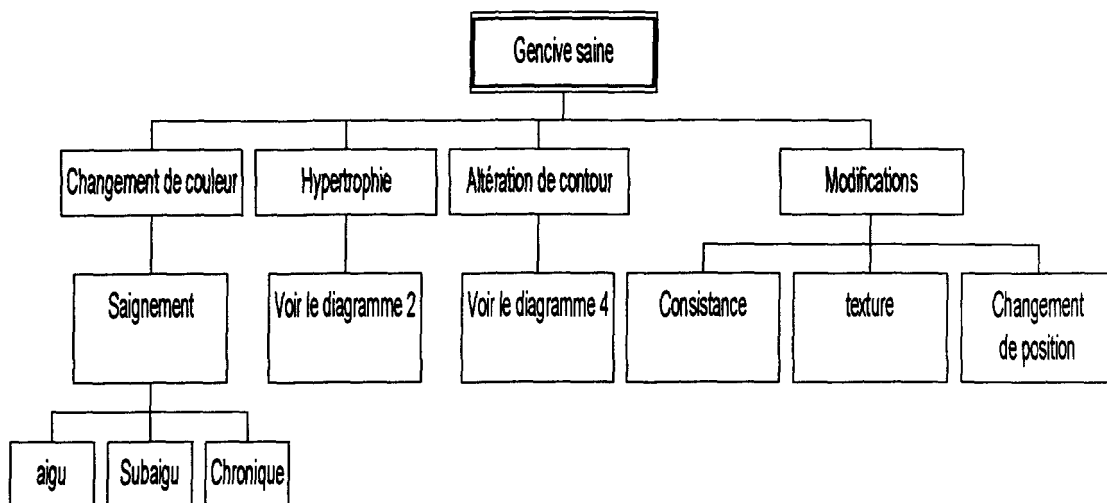 Gencive saine
Changement de couleur
Hypertrophie
Altération de contour
Modifications
Saignement
Voir le diagramme 2
Voir le diagramme 4
Consistance
texture
Changement
de position
aigu
Subaigu
Chronique